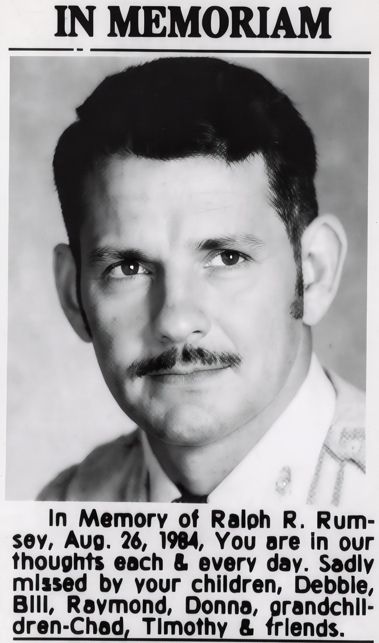 IN MEMORIAM
In Memory of Ralph R. Rum-
sey, Aug. 26, 1984, You are in our
thoughts each & every day. Sadly
missed by your children, Debbie,
Bill, Raymond, Donna, grandchil-
dren-Chad, Timothy & friends.